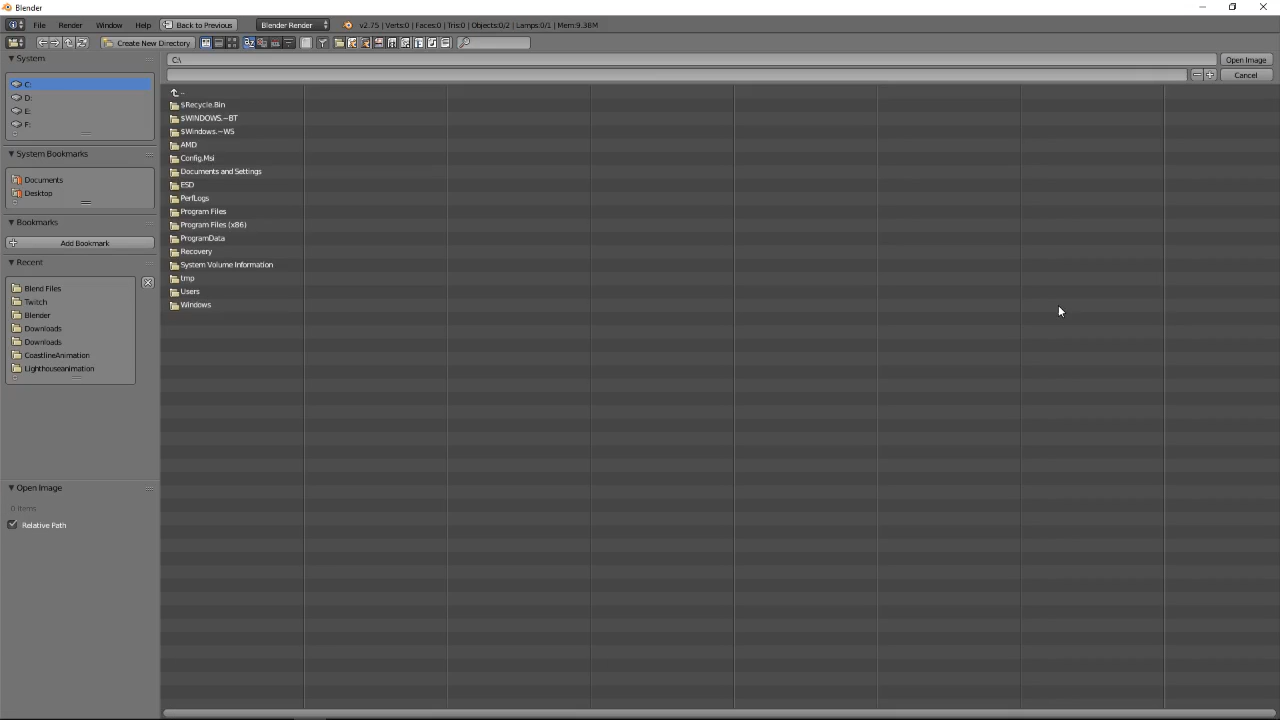 Blender
File Render Window Help Back to Previous Blender Render v2.75 | Verts:0 | Faces:0 | Tris:0 | Objects:0/2 | Lamps:0/1 | Mem:9.38M
Create New Directory
System
C:\
Open Image
Cancel
C:
D:
E:
F:
System Bookmarks
Documents
Desktop
Bookmarks
Add Bookmark
Recent
Blend Files
Twitch
Blender
Downloads
Downloads
CoastlineAnimation
Lighthouseanimation
Open Image
0 items
Relative Path
..
$Recycle.Bin
$WINDOWS.~BT
$Windows.~WS
AMD
Config.Msi
Documents and Settings
ESD
PerfLogs
Program Files
Program Files (x86)
ProgramData
Recovery
System Volume Information
tmp
Users
Windows